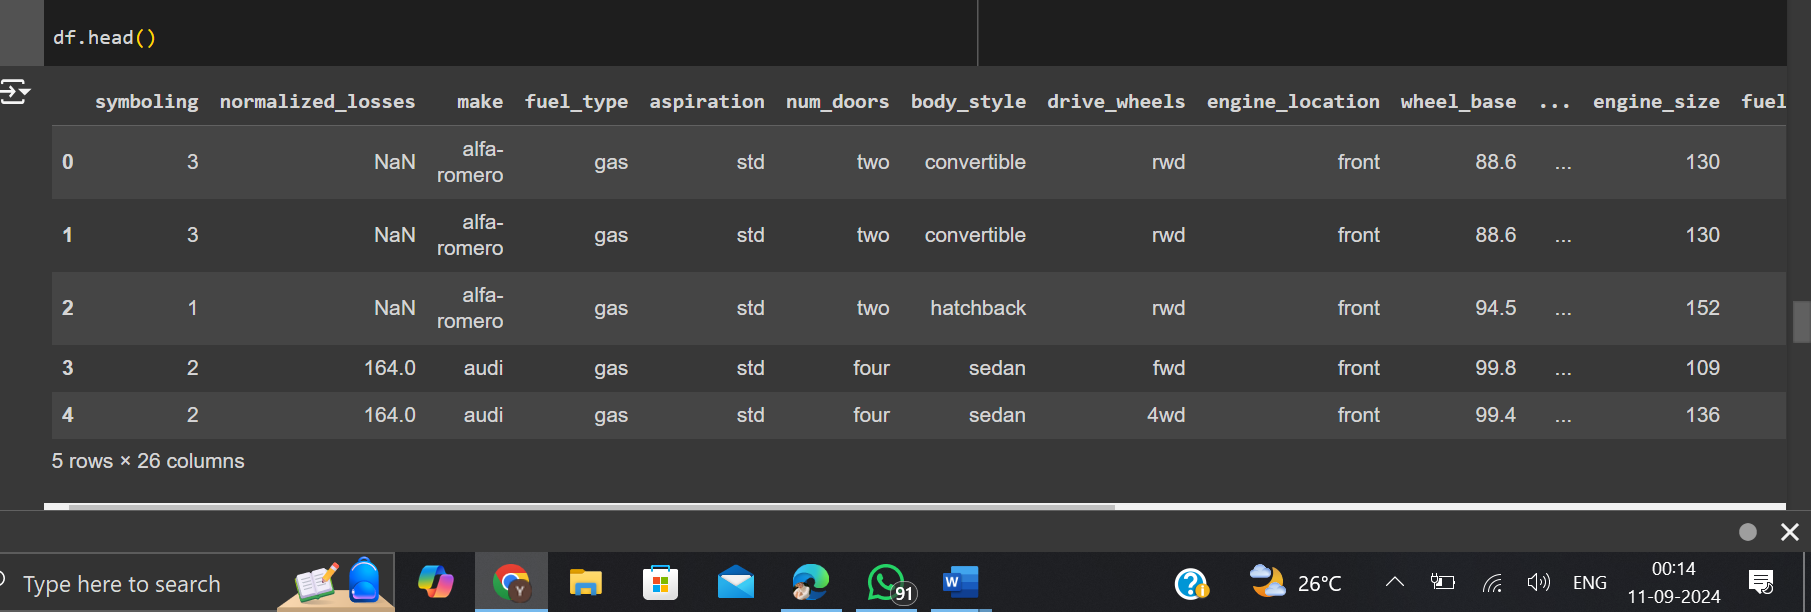 df.head()
symboling normalized_losses make fuel_type aspiration num_doors body_style drive_wheels engine_location wheel_base ... engine_size fuel
0 3 NaN alfa-romero gas std two convertible rwd front 88.6 ... 130
1 3 NaN alfa-romero gas std two convertible rwd front 88.6 ... 130
2 1 NaN alfa-romero gas std two hatchback rwd front 94.5 ... 152
3 2 164.0 audi gas std four sedan fwd front 99.8 ... 109
4 2 164.0 audi gas std four sedan 4wd front 99.4 ... 136
5 rows × 26 columns
Type here to search
Y
91
W
26°C
ENG
00:14
11-09-2024